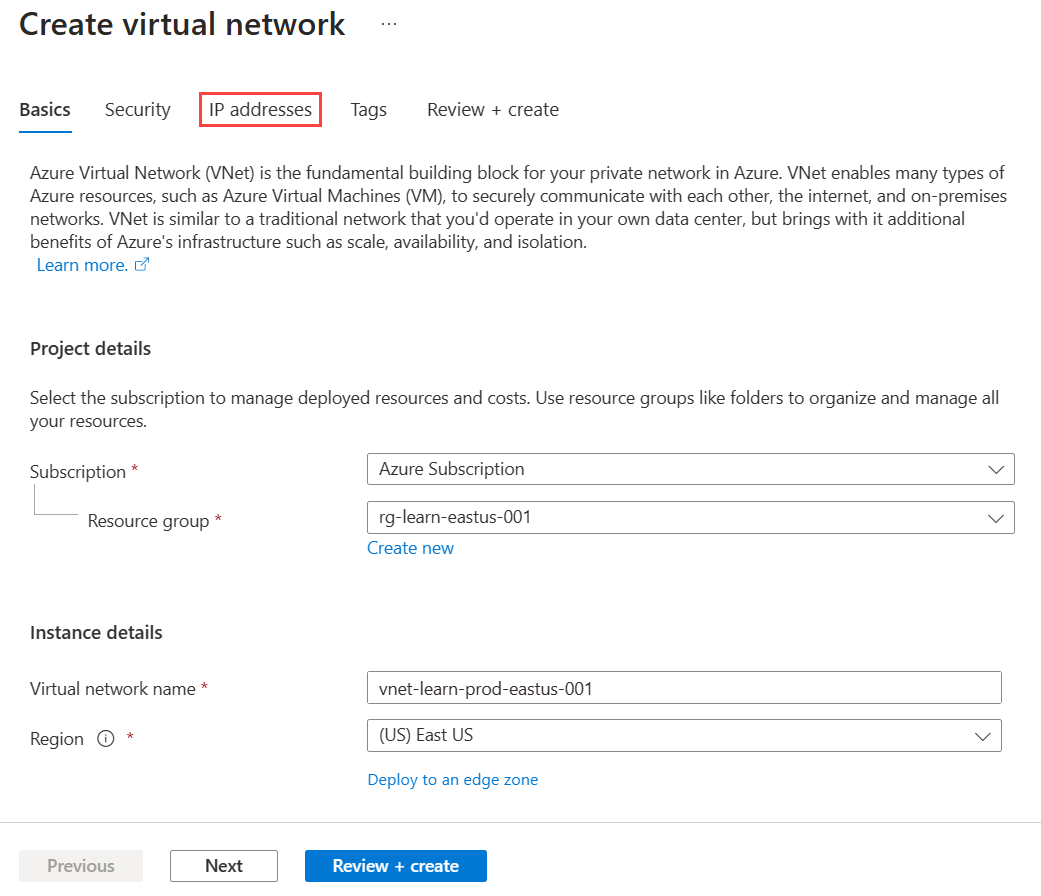 Create virtual network ...
Basics Security IP addresses Tags Review + create
Azure Virtual Network (VNet) is the fundamental building block for your private network in Azure. VNet enables many types of
Azure resources, such as Azure Virtual Machines (VM), to securely communicate with each other, the internet, and on-premises
networks. VNet is similar to a traditional network that you'd operate in your own data center, but brings with it additional
benefits of Azure's infrastructure such as scale, availability, and isolation.
Learn more.
Project details
Select the subscription to manage deployed resources and costs. Use resource groups like folders to organize and manage all
your resources.
Subscription * Azure Subscription
Resource group * rg-learn-eastus-001
Create new
Instance details
Virtual network name * vnet-learn-prod-eastus-001
Region * (US) East US
Deploy to an edge zone
Previous Next Review + create